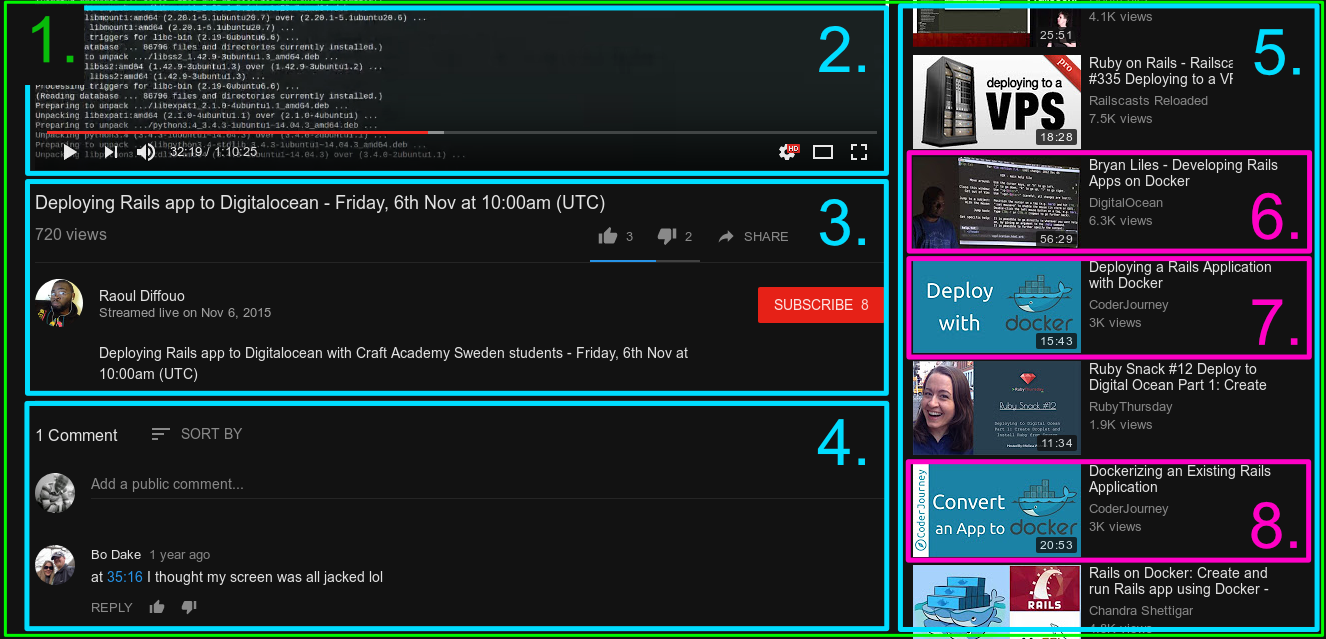 1.
2.
libmount1:amd64 (2.20.1-5.1ubuntu20.7) over (2.20.1-5.1ubuntu20.6) ...
libmount1:amd64 (2.20.1-5.1ubuntu20.7) ...
triggers for libc-bin (2.19-0ubuntu6.6) ...
atabase ... 86796 files and directories currently installed.)
to unpack .../libss2_1.42.9-3ubuntu1.3_amd64.deb ...
libss2:amd64 (1.42.9-3ubuntu1.3) over (1.42.9-3ubuntu1.2) ...
libss2:amd64 (1.42.9-3ubuntu1.3) ...
Processing triggers for libc-bin (2.19-0ubuntu6.6) ...
(Reading database ... 86796 files and directories currently installed.)
Preparing to unpack .../libexpat1_2.1.0-4ubuntu1.1_amd64.deb ...
Unpacking libexpat1:amd64 (2.1.0-4ubuntu1.1) over (2.1.0-4ubuntu1) ...
Preparing to unpack .../python3.4_3.4.3-1ubuntu1~14.04.3_amd64.deb ...
Unpacking python3.4 (3.4.3-1ubuntu1~14.04.3) over (3.4.0-2ubuntu1.1) ...
32:19 / 1:10:25
HD
3.
Deploying Rails app to Digitalocean - Friday, 6th Nov at 10:00am (UTC)
720 views
3
2
SHARE
Raoul Diffouo
Streamed live on Nov 6, 2015
SUBSCRIBE 8
Deploying Rails app to Digitalocean with Craft Academy Sweden students - Friday, 6th Nov at
10:00am (UTC)
4.
1 Comment
SORT BY
Add a public comment...
Bo Dake 1 year ago
at 35:16 I thought my screen was all jacked lol
REPLY
5.
25:51
4.1K views
deploying to a
VPS
pro
18:28
Ruby on Rails - Railsca
#335 Deploying to a VP
Railscasts Reloaded
7.5K views
6.
56:29
Bryan Liles - Developing Rails
Apps on Docker
DigitalOcean
6.3K views
7.
Deploy
with
docker
15:43
Deploying a Rails Application
with Docker
CoderJourney
3K views
Ruby Snack #12
11:34
Ruby Snack #12 Deploy to
Digital Ocean Part 1: Create
RubyThursday
1.9K views
8.
CoderJourney
Convert
an App to docker
20:53
Dockerizing an Existing Rails
Application
CoderJourney
3K views
RAILS
Rails on Docker: Create and
run Rails app using Docker -
Chandra Shettigar
4.8K views